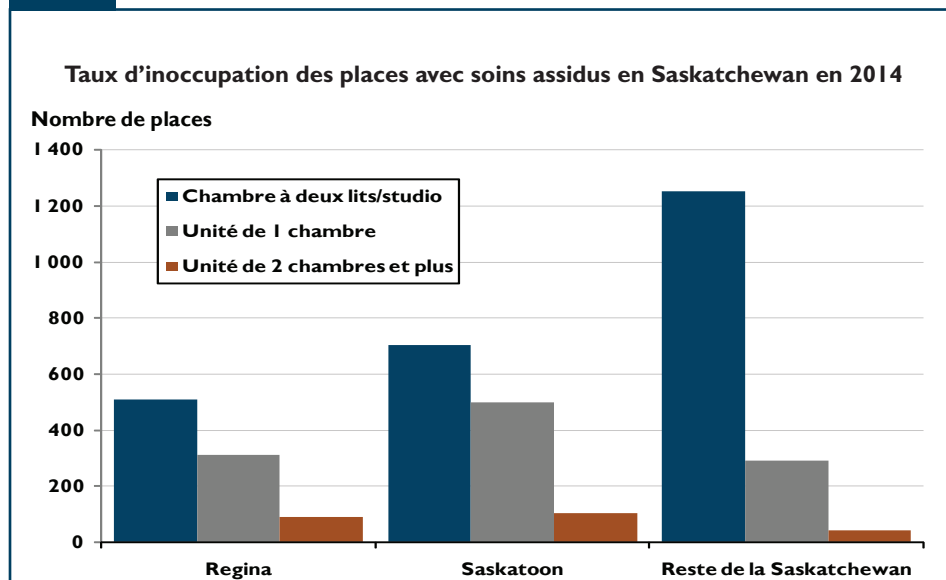 Taux d'inoccupation des places avec soins assidus en Saskatchewan en 2014
Nombre de places
1 400
1 200
1 000
800
600
400
200
0
Chambre à deux lits/studio
Unité de 1 chambre
Unité de 2 chambres et plus
Regina
Saskatoon
Reste de la Saskatchewan